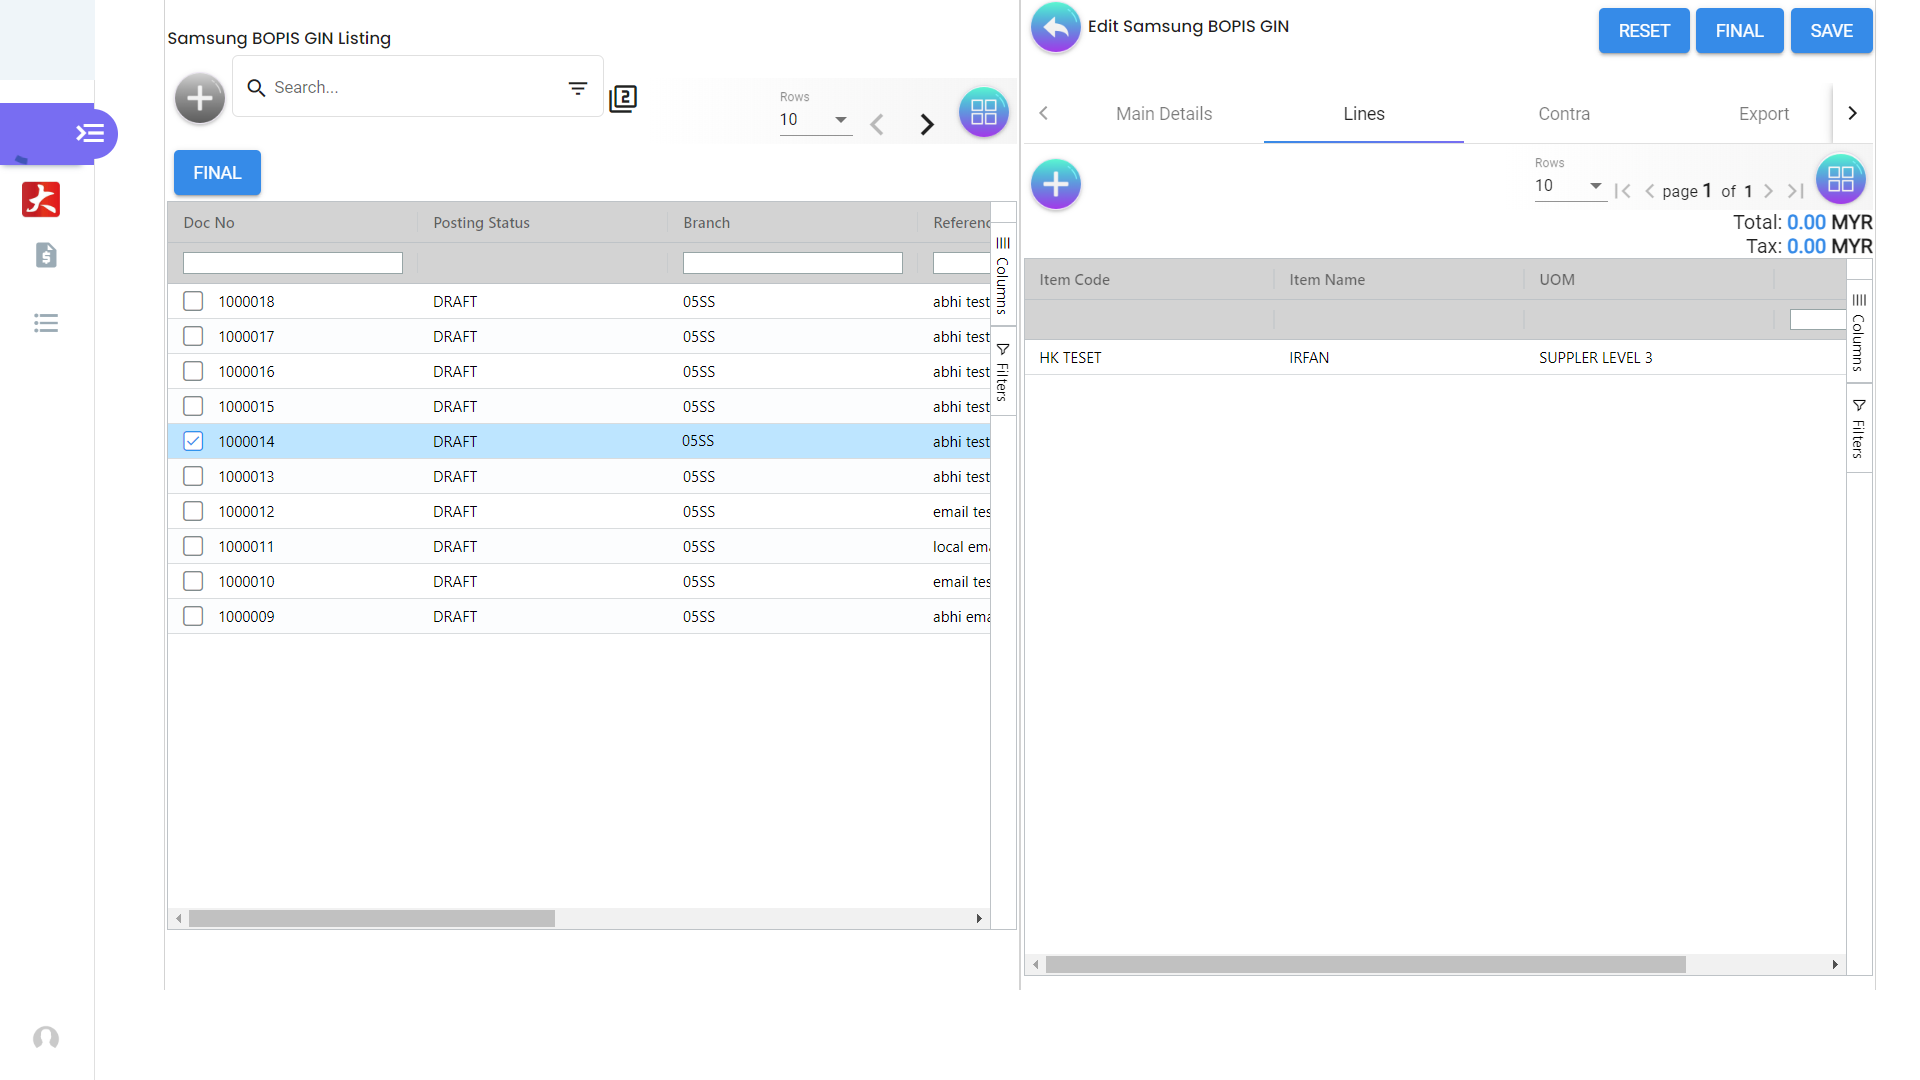 Samsung BOPIS GIN Listing
Search...
2
Rows
10
FINAL
Doc No Posting Status Branch Referenc
1000018 DRAFT 05SS abhi test
1000017 DRAFT 05SS abhi test
1000016 DRAFT 05SS abhi test
1000015 DRAFT 05SS abhi test
1000014 DRAFT 05SS abhi test
1000013 DRAFT 05SS abhi test
1000012 DRAFT 05SS email tes
1000011 DRAFT 05SS local ema
1000010 DRAFT 05SS email tes
1000009 DRAFT 05SS abhi ema
Columns
Filters
Edit Samsung BOPIS GIN
RESET FINAL SAVE
Main Details Lines Contra Export
Rows
10
page 1 of 1
Total: 0.00 MYR
Tax: 0.00 MYR
Item Code Item Name UOM
HK TESET IRFAN SUPPLER LEVEL 3
Columns
Filters